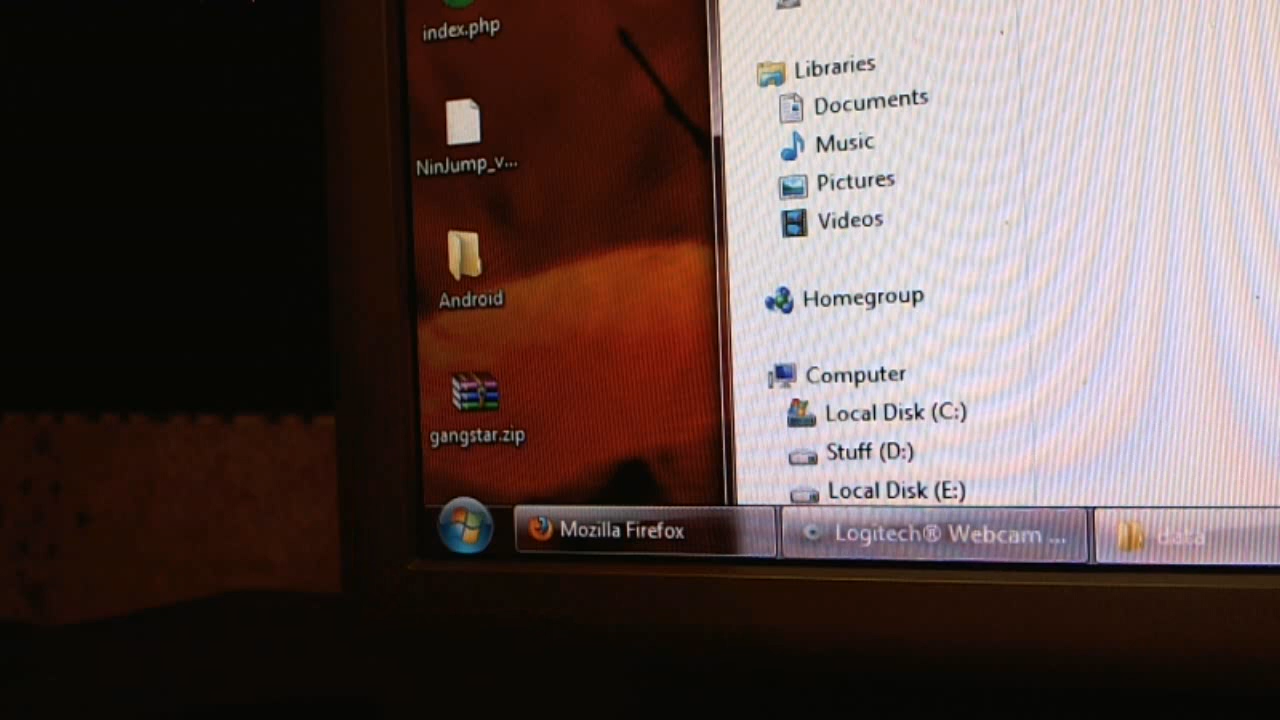 index.php
NinJump_v...
Android
gangstar.zip
Libraries
Documents
Music
Pictures
Videos
Homegroup
Computer
Local Disk (C:)
Stuff (D:)
Local Disk (E:)
Mozilla Firefox
Logitech® Webcam ...
data